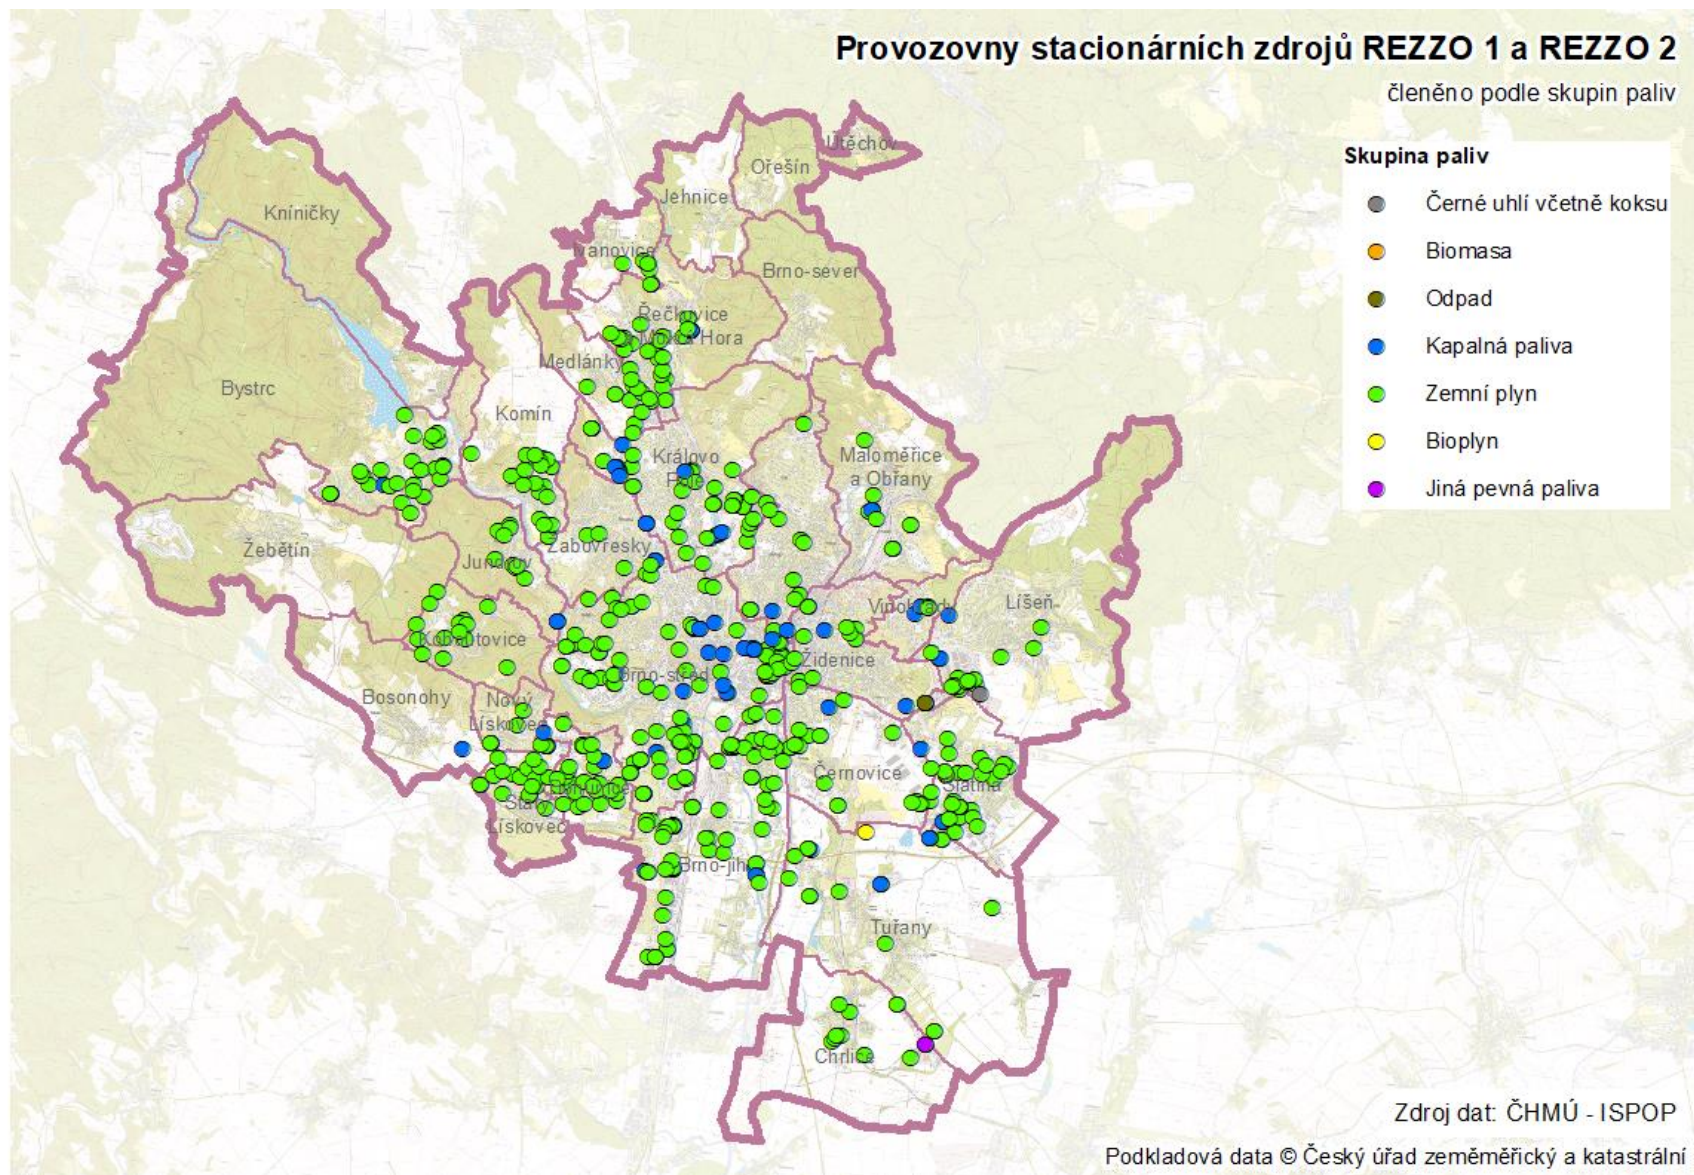 Provozovny stacionárních zdrojů REZZO 1 a REZZO 2
členěno podle skupin paliv
Skupina paliv
Černé uhlí včetně koksu
Biomasa
Odpad
Kapalná paliva
Zemní plyn
Bioplyn
Jiná pevná paliva
Útěchov
Ořešín
Jehnice
Kníničky
Ivanovice
Brno-sever
Řečkovice
a Mokrá Hora
Medlánky
Bystrc
Komín
Královo
Pole
Maloměřice
a Obřany
Žebětín
Jundrov
Žabovřesky
Vinohrady
Líšeň
Kohoutovice
Židenice
Brno-střed
Bosonohy
Nový
Lískovec
Černovice
Slatina
Bohunice
Starý
Lískovec
Brno-jih
Tuřany
Chrlice
Zdroj dat: ČHMÚ - ISPOP
Podkladová data © Český úřad zeměměřický a katastrální